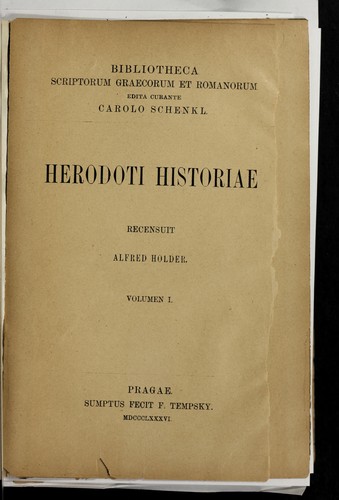 BIBLIOTHECA
SCRIPTORUM GRAECORUM ET ROMANORUM
EDITA CURANTE
CAROLO SCHENKL.
HERODOTI HISTORIAE
RECENSUIT
ALFRED HOLDER.
VOLUMEN I.
PRAGAE.
SUMPTUS FECIT F. TEMPSKY.
MDCCCLXXXVI.